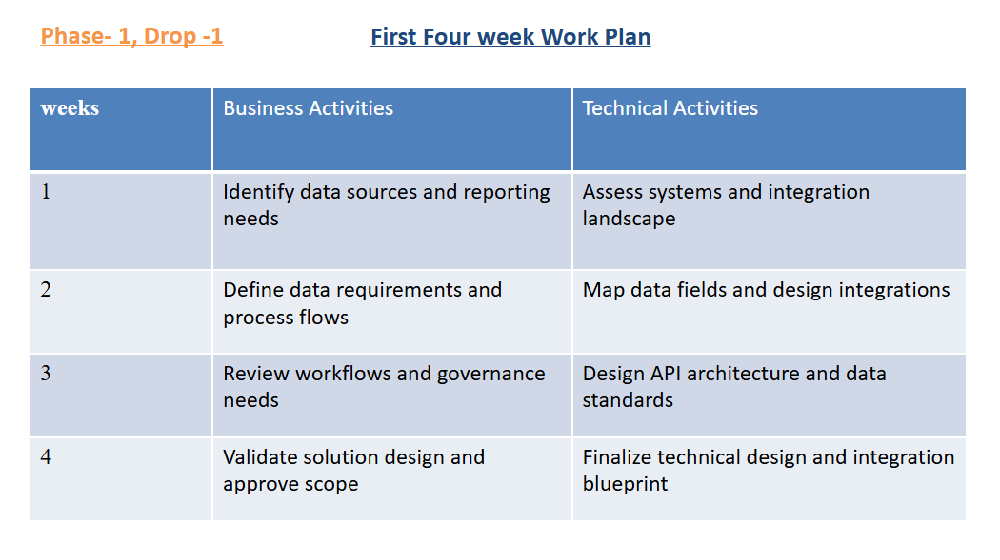 Phase- 1, Drop -1
First Four week Work Plan
weeks
Business Activities
Technical Activities
1
Identify data sources and reporting
needs
Assess systems and integration
landscape
2
Define data requirements and
process flows
Map data fields and design integrations
3
Review workflows and governance
needs
Design API architecture and data
standards
4
Validate solution design and
approve scope
Finalize technical design and integration
blueprint